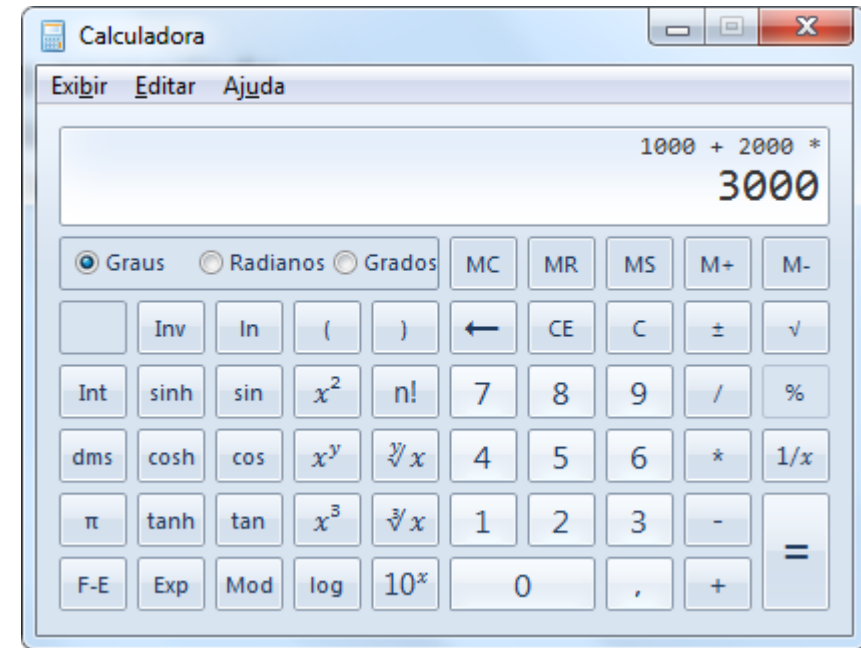 Calculadora
Exibir Editar Ajuda
1000 + 2000 *
3000
Graus Radianos Grados MC MR MS M+ M-
Inv ln ( ) ← CE C ± √
Int sinh sin x² n! 7 8 9 / %
dms cosh cos xʸ ʸ√x 4 5 6 * 1/x
π tanh tan x³ ³√x 1 2 3 - =
F-E Exp Mod log 10ˣ 0 , +